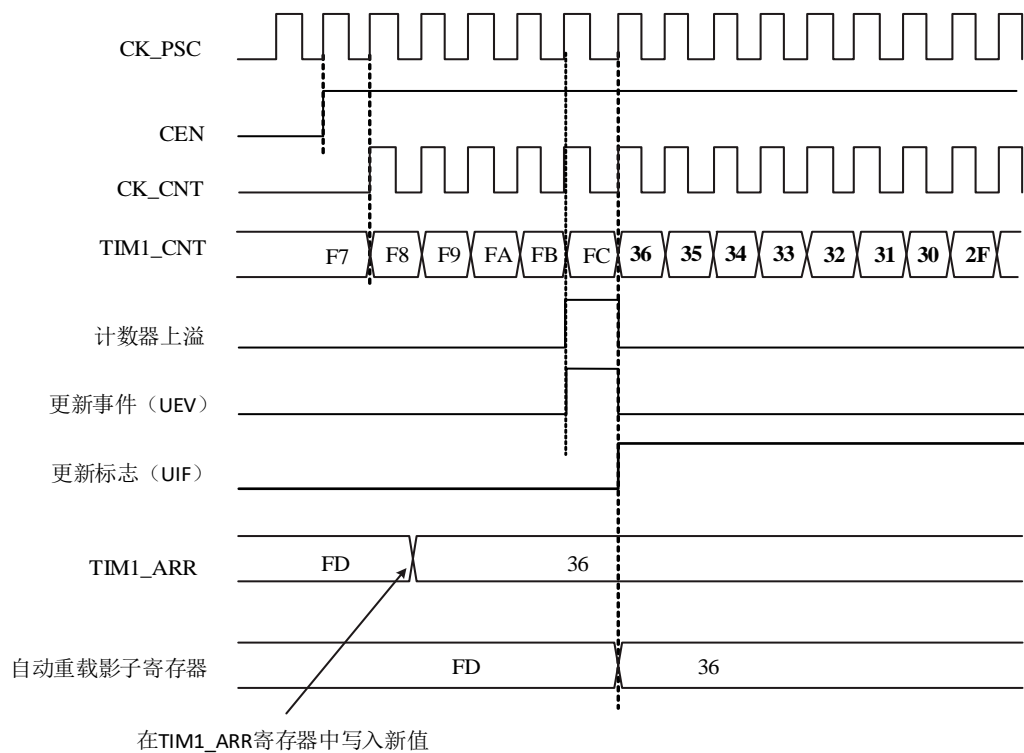 CK_PSC
CEN
CK_CNT
TIM1_CNT F7 F8 F9 FA FB FC 36 35 34 33 32 31 30 2F
计数器上溢
更新事件（UEV）
更新标志（UIF）
TIM1_ARR FD 36
自动重载影子寄存器 FD 36
在TIM1_ARR寄存器中写入新值